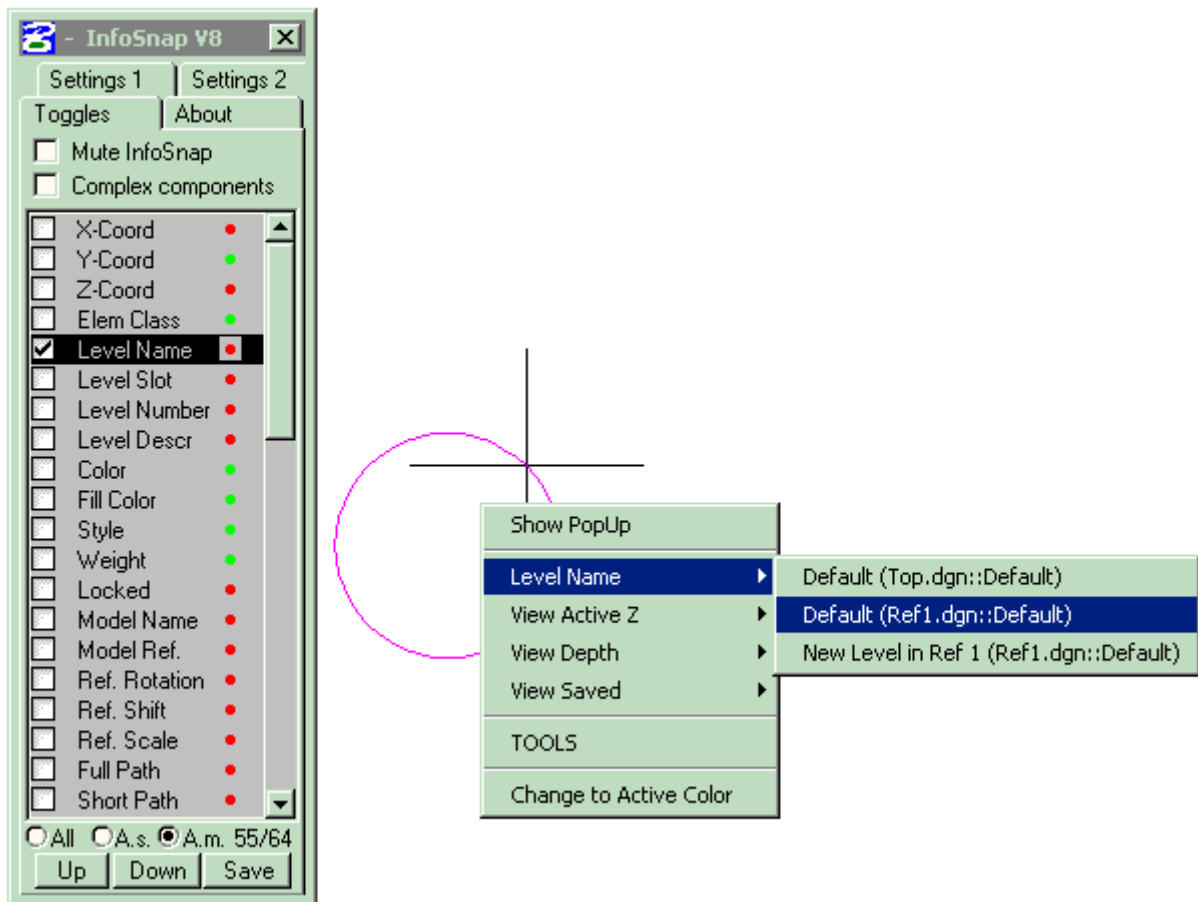 - InfoSnap V8
Settings 1 Settings 2
Toggles About
Mute InfoSnap
Complex components
X-Coord
Y-Coord
Z-Coord
Elem Class
Level Name
Level Slot
Level Number
Level Descr
Color
Fill Color
Style
Weight
Locked
Model Name
Model Ref.
Ref. Rotation
Ref. Shift
Ref. Scale
Full Path
Short Path
All A.s. A.m. 55/64
Up Down Save
Show PopUp
Level Name
View Active Z
View Depth
View Saved
TOOLS
Change to Active Color
Default (Top.dgn::Default)
Default (Ref1.dgn::Default)
New Level in Ref 1 (Ref1.dgn::Default)